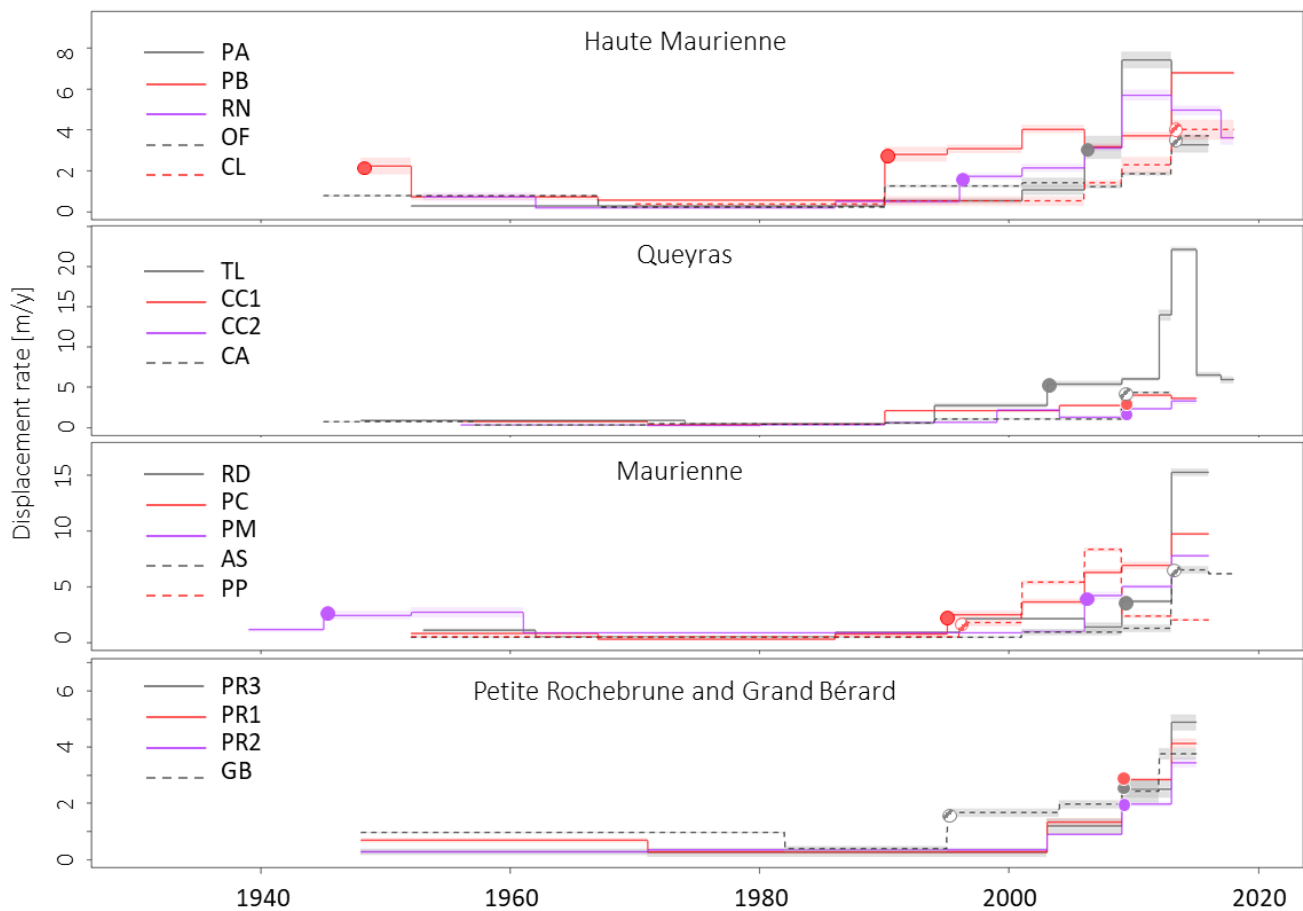 Displacement rate [m/y]
Haute Maurienne
PA
PB
RN
OF
CL
8
6
4
2
0
Queyras
TL
CC1
CC2
CA
20
15
10
5
0
Maurienne
RD
PC
PM
AS
PP
15
10
5
0
Petite Rochebrune and Grand Bérard
PR3
PR1
PR2
GB
6
4
2
0
1940 1960 1980 2000 2020